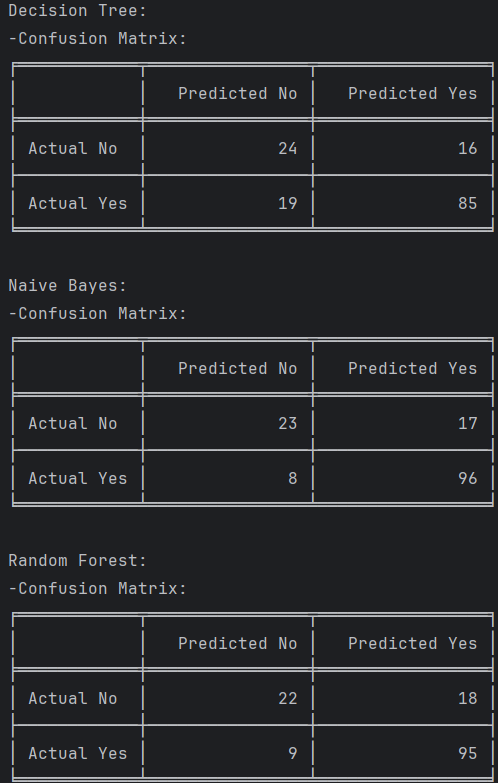 Decision Tree:
-Confusion Matrix:
Predicted No Predicted Yes
Actual No 24 16
Actual Yes 19 85
Naive Bayes:
-Confusion Matrix:
Predicted No Predicted Yes
Actual No 23 17
Actual Yes 8 96
Random Forest:
-Confusion Matrix:
Predicted No Predicted Yes
Actual No 22 18
Actual Yes 9 95